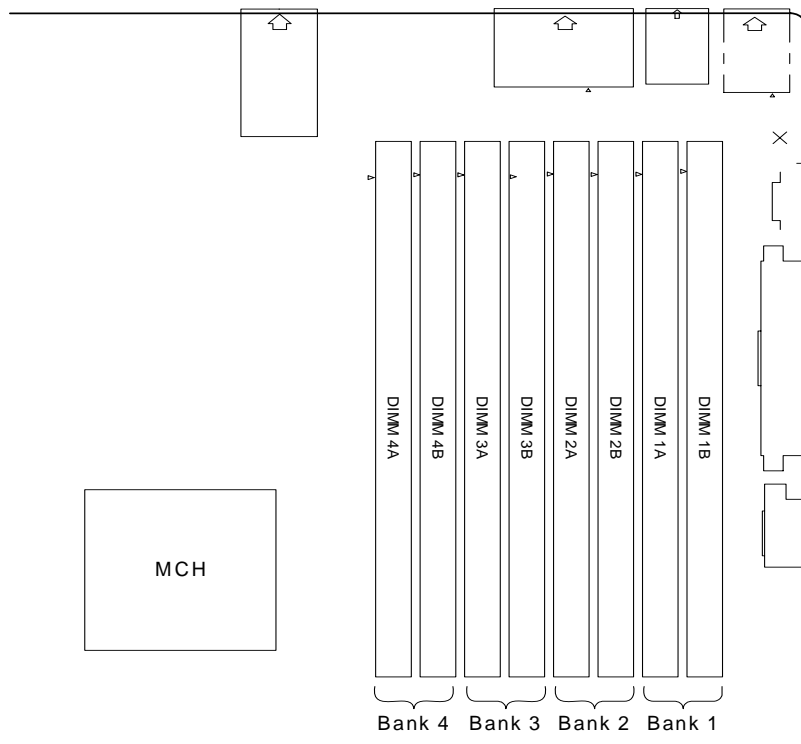 DIMM 4A
DIMM 4B
DIMM 3A
DIMM 3B
DIMM 2A
DIMM 2B
DIMM 1A
DIMM 1B
MCH
Bank 4
Bank 3
Bank 2
Bank 1